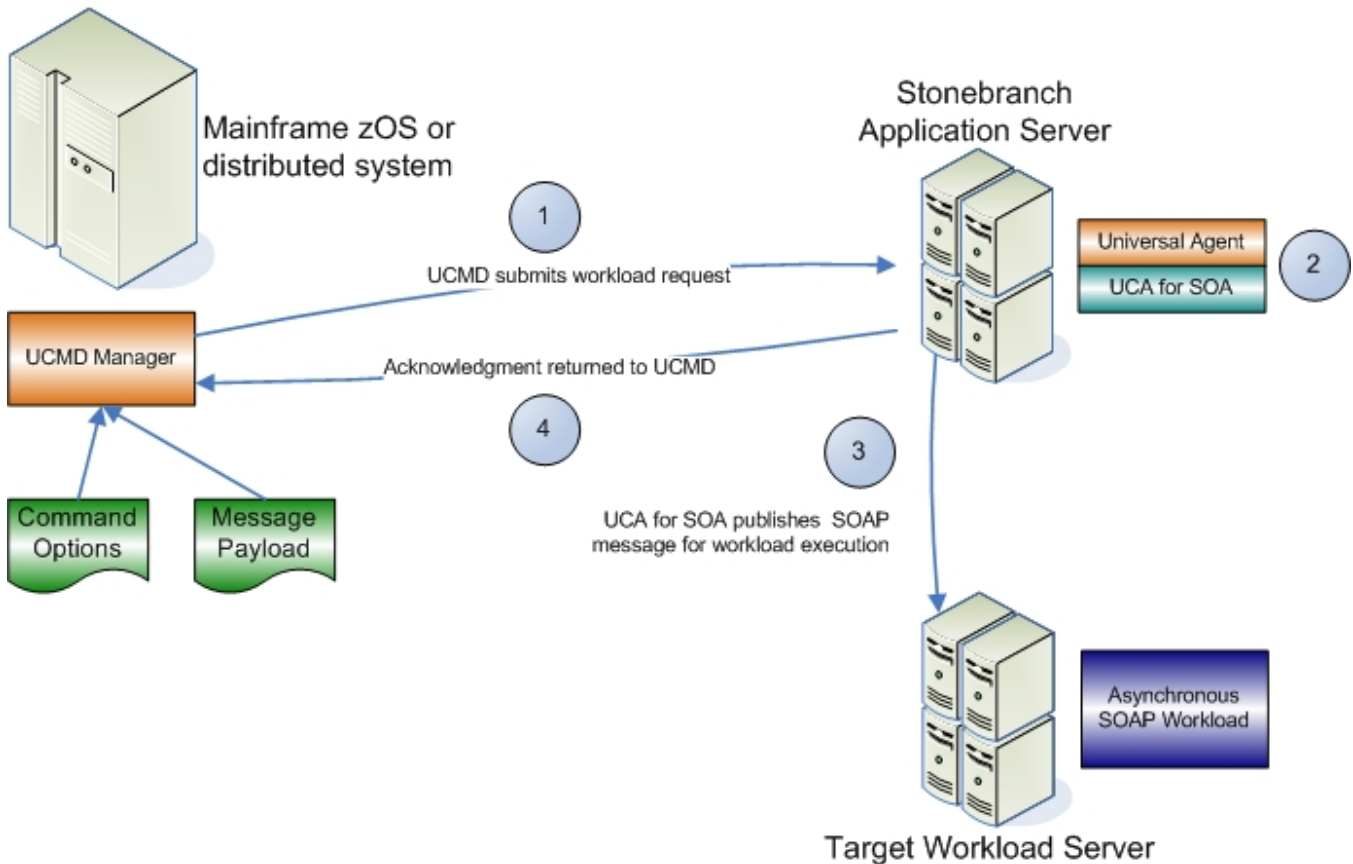 Stonebranch
Application Server
Mainframe zOS or
distributed system
1
UCMD submits workload request
Universal Agent
UCA for SOA
2
UCMD Manager
Acknowledgment returned to UCMD
4
3
Command
Options
Message
Payload
UCA for SOA publishes SOAP
message for workload execution
Asynchronous
SOAP Workload
Target Workload Server